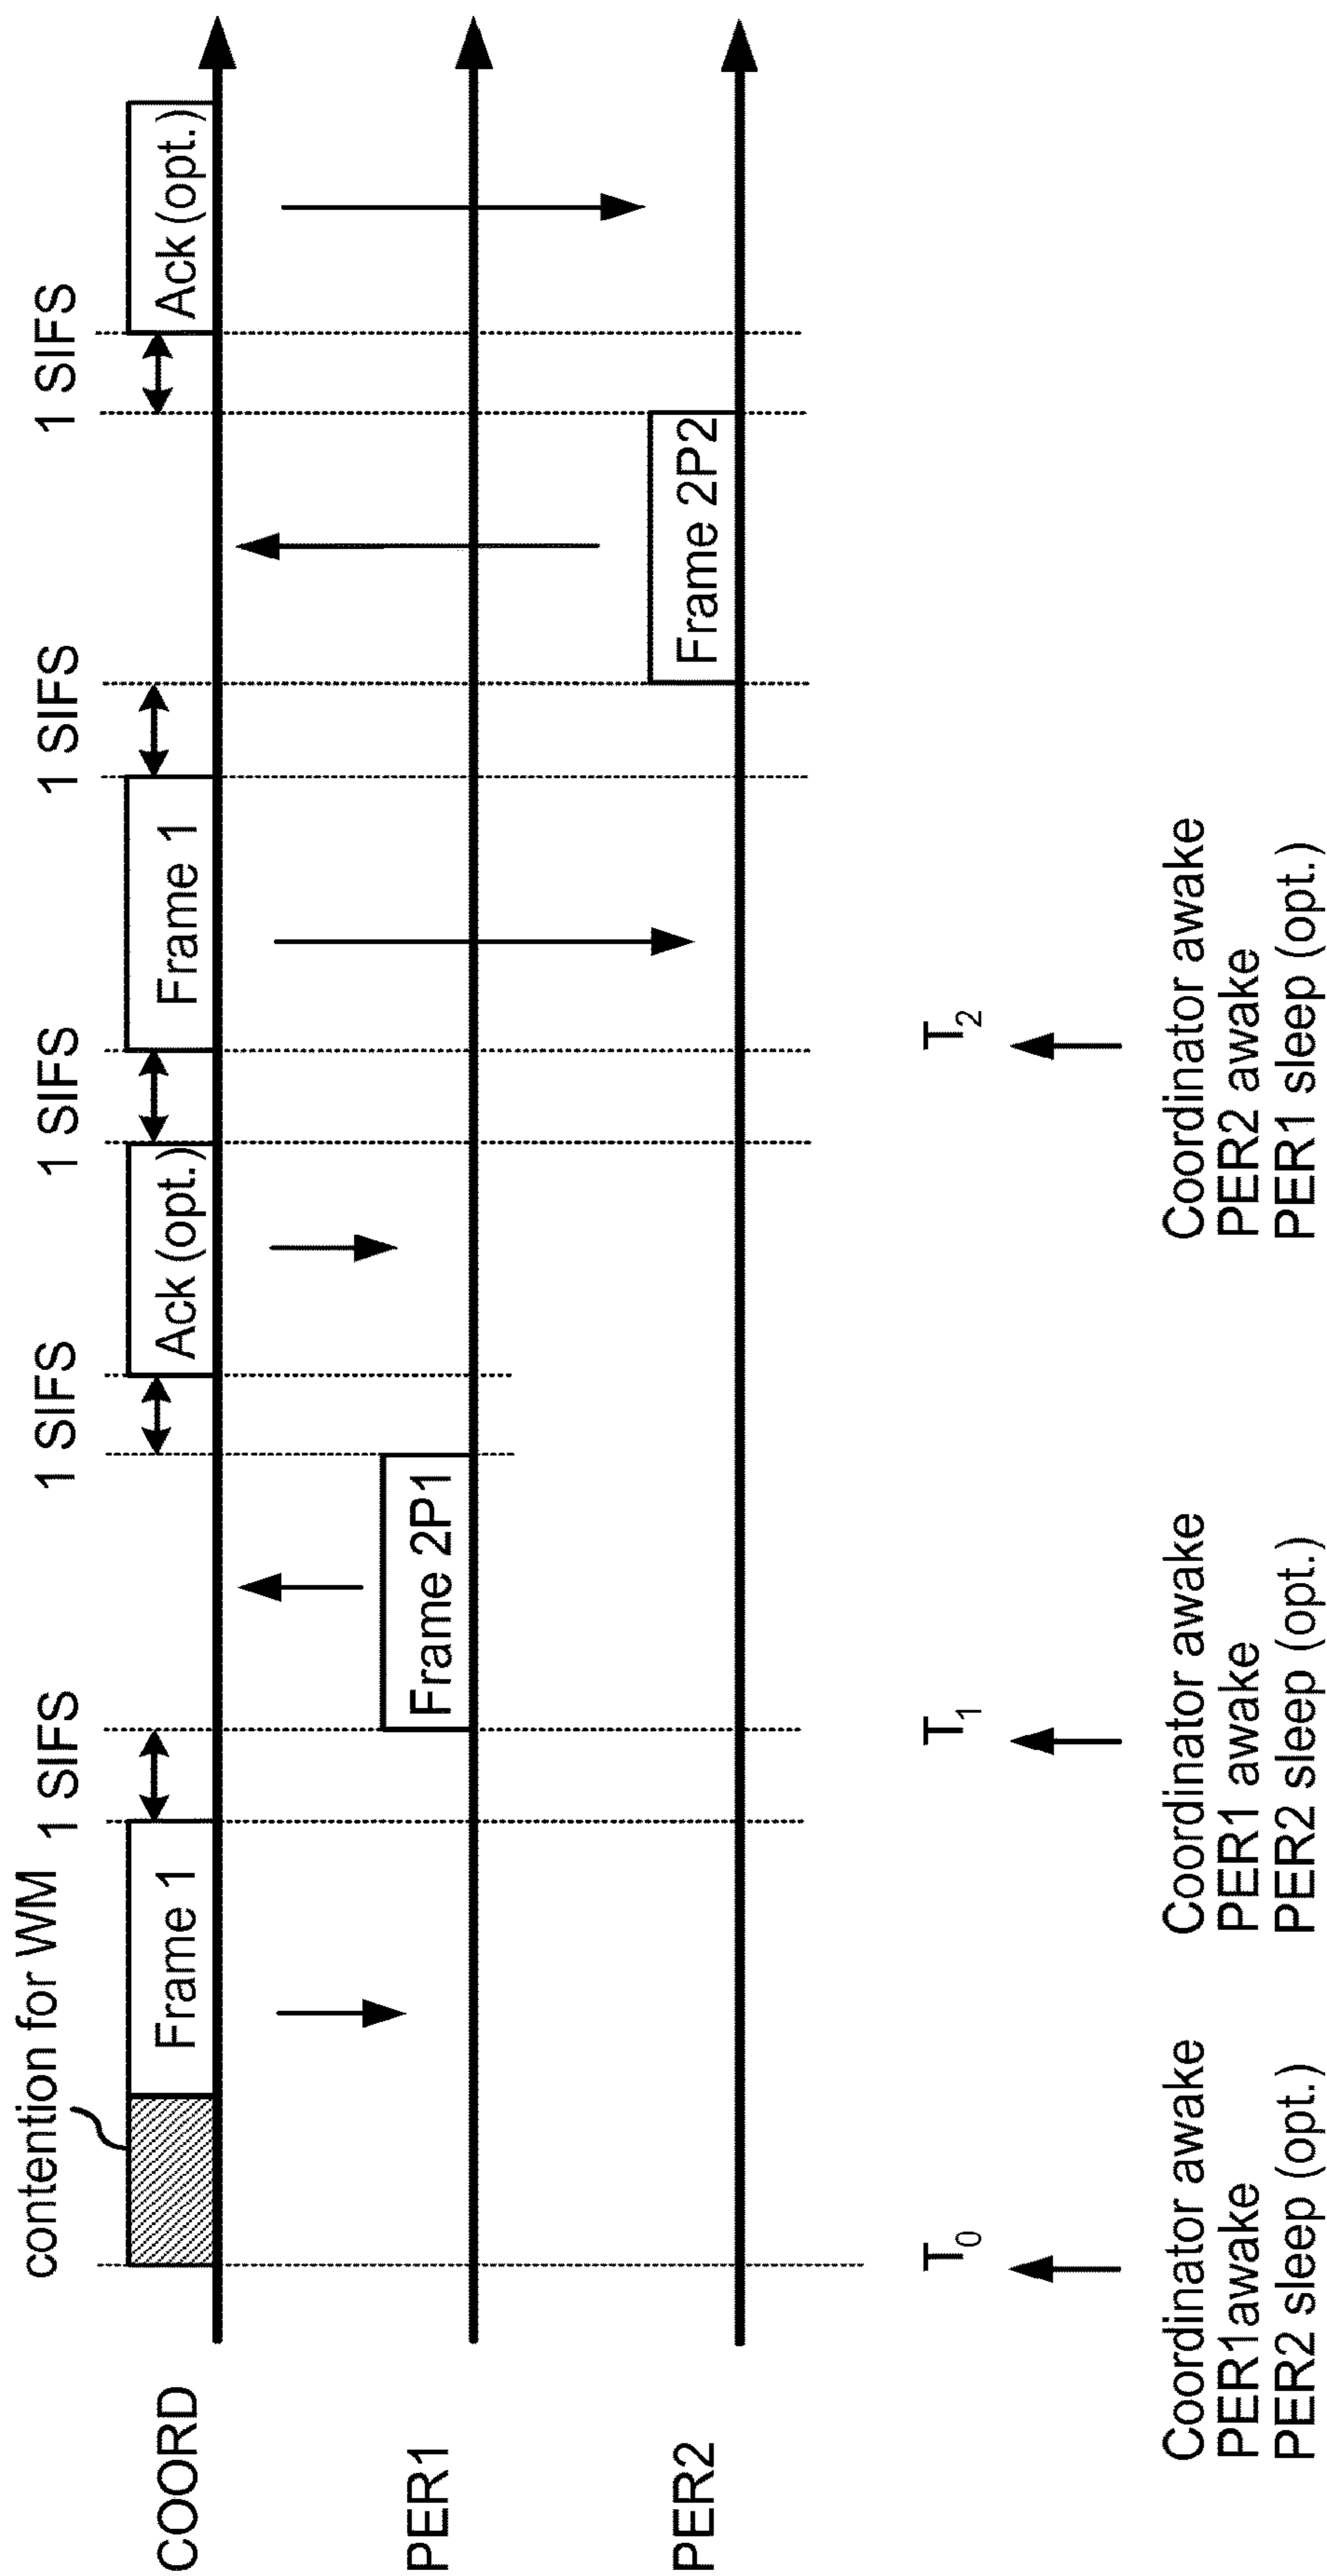 contention for WM
1 SIFS
1 SIFS
1 SIFS
1 SIFS
1 SIFS
COORD
Frame 1
Ack (opt.)
Frame 1
Ack (opt.)
PER1
Frame 2P1
PER2
Frame 2P2
T0
T1
T2
Coordinator awake
PER1awake
PER2 sleep (opt.)
Coordinator awake
PER1 awake
PER2 sleep (opt.)
Coordinator awake
PER2 awake
PER1 sleep (opt.)